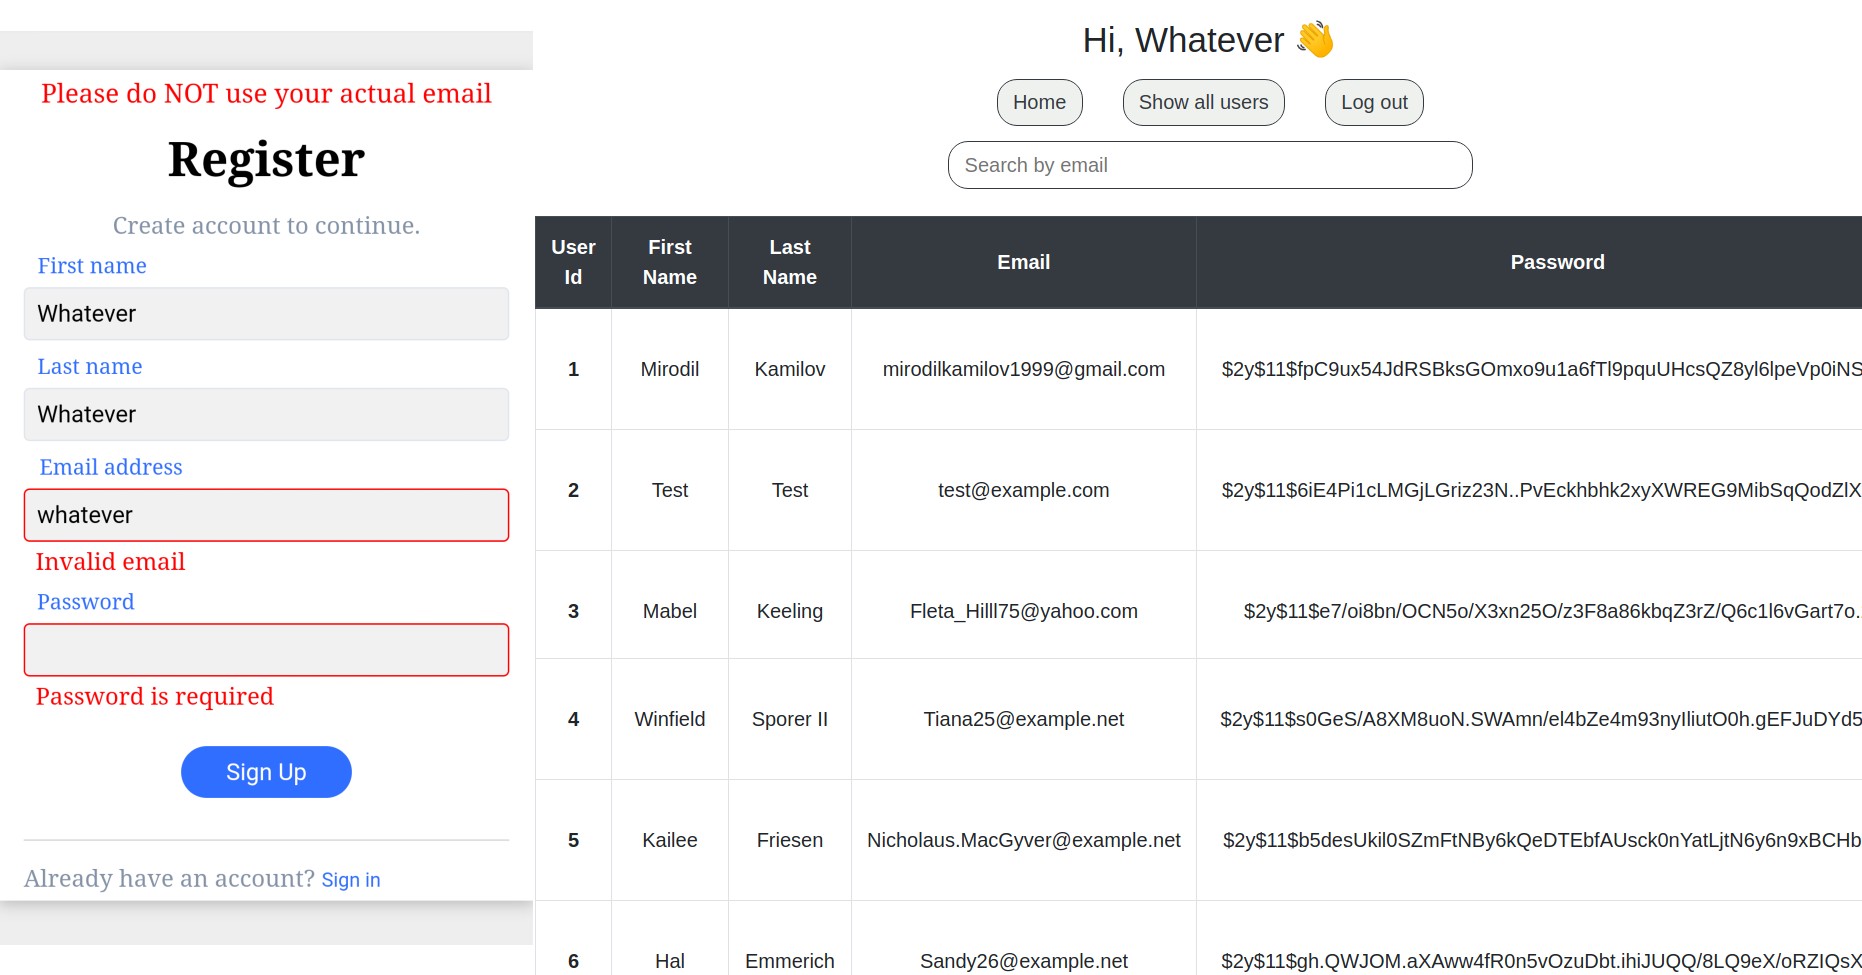 Please do NOT use your actual email
Register
Create account to continue.
First name
Whatever
Last name
Whatever
Email address
whatever
Invalid email
Password
Password is required
Sign Up
Already have an account? Sign in
Hi, Whatever 👋
Home Show all users Log out
Search by email
User Id First Name Last Name Email Password
1 Mirodil Kamilov mirodilkamilov1999@gmail.com $2y$11$fpC9ux54JdRSBksGOmxo9u1a6fTl9pquUHcsQZ8yl6lpeVp0iNS
2 Test Test test@example.com $2y$11$6iE4Pi1cLMGjLGriz23N..PvEckhbhk2xyXWREG9MibSqQodZlX
3 Mabel Keeling Fleta_Hilll75@yahoo.com $2y$11$e7/oi8bn/OCN5o/X3xn25O/z3F8a86kbqZ3rZ/Q6c1l6vGart7o.
4 Winfield Sporer II Tiana25@example.net $2y$11$s0GeS/A8XM8uoN.SWAmn/el4bZe4m93nyIliutO0h.gEFJuDYd5
5 Kailee Friesen Nicholaus.MacGyver@example.net $2y$11$b5desUkil0SZmFtNBy6kQeDTEbfAUsck0nYatLjtN6y6n9xBCHb
6 Hal Emmerich Sandy26@example.net $2y$11$gh.QWJOM.aXAww4fR0n5vOzuDbt.ihiJUQQ/8LQ9eX/oRZIQsX